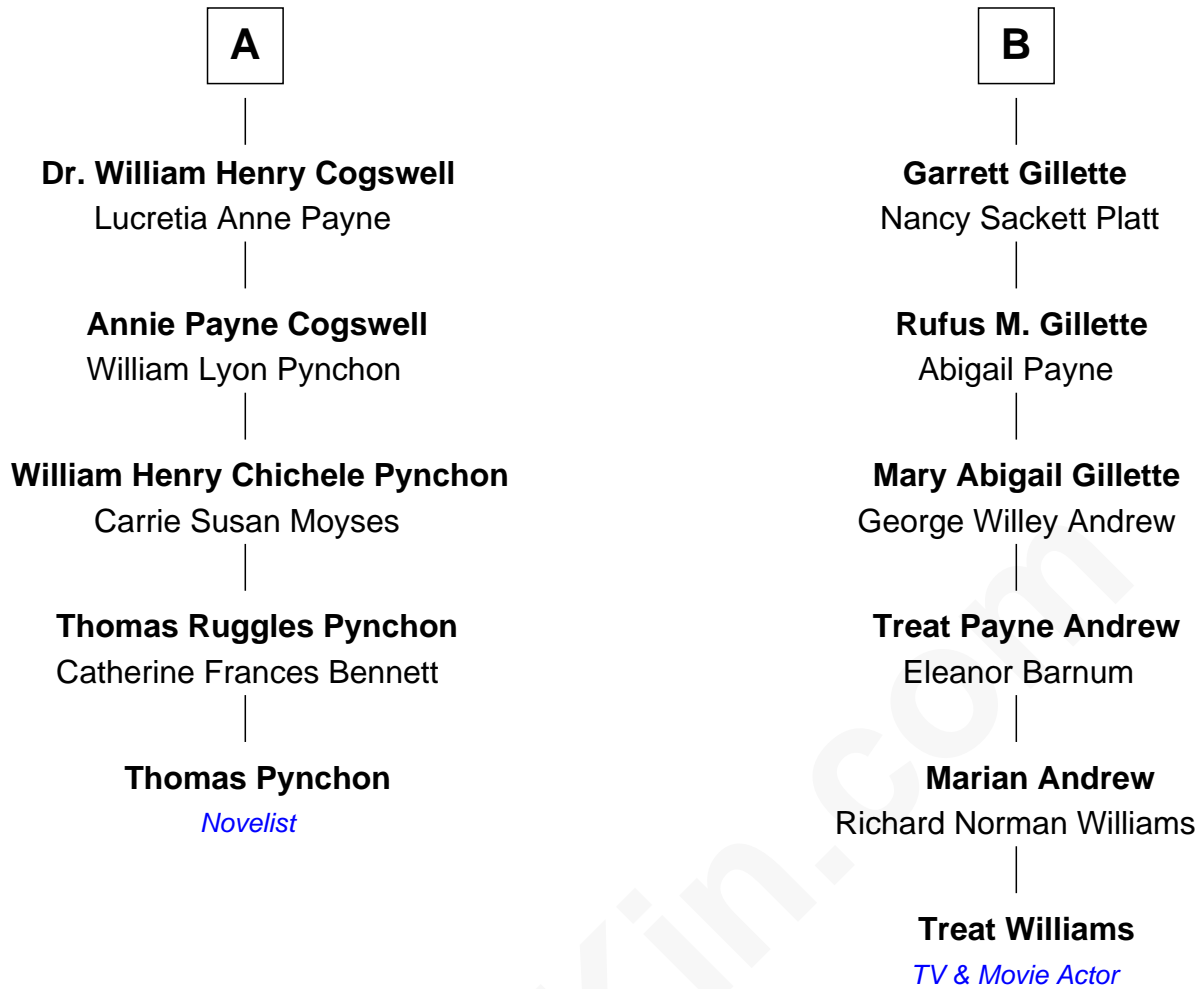 A
Dr. William Henry Cogswell
Lucretia Anne Payne
Annie Payne Cogswell
William Lyon Pynchon
William Henry Chichele Pynchon
Carrie Susan Moyses
Thomas Ruggles Pynchon
Catherine Frances Bennett
Thomas Pynchon
Novelist
B
Garrett Gillette
Nancy Sackett Platt
Rufus M. Gillette
Abigail Payne
Mary Abigail Gillette
George Willey Andrew
Treat Payne Andrew
Eleanor Barnum
Marian Andrew
Richard Norman Williams
Treat Williams
TV & Movie Actor
Kin.com